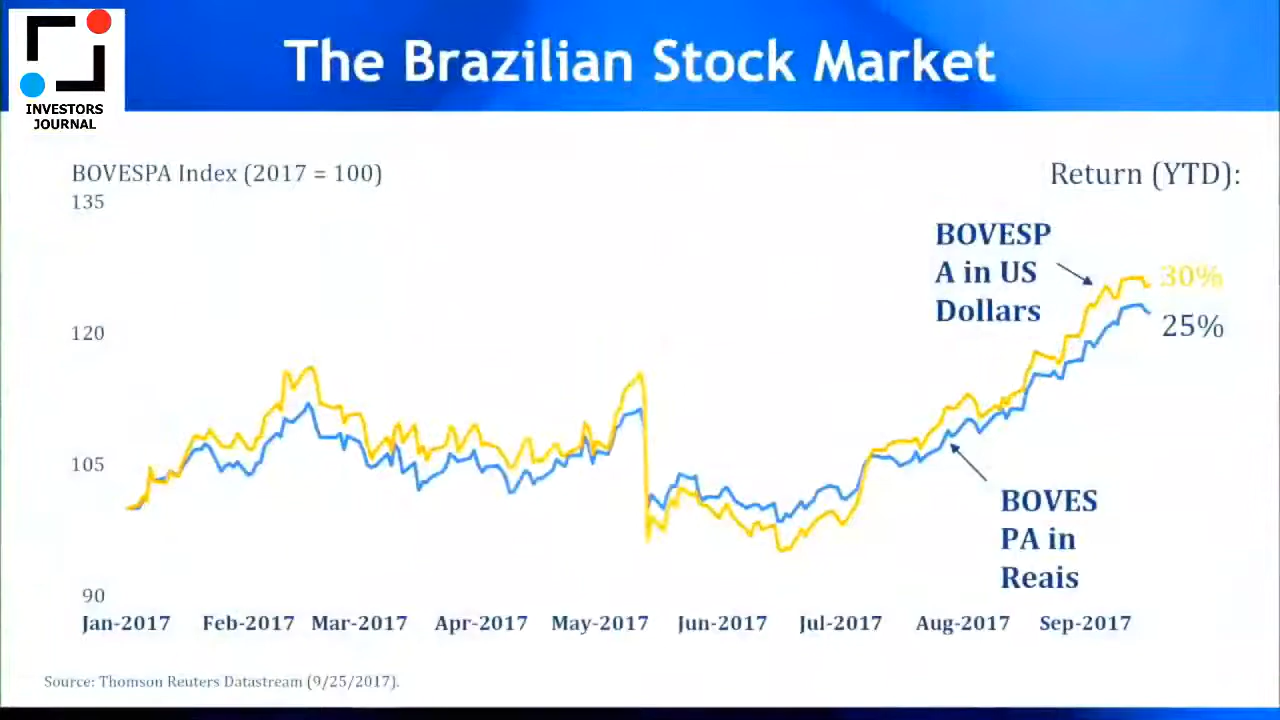 The Brazilian Stock Market
INVESTORS
JOURNAL
BOVESPA Index (2017 = 100)
Return (YTD):
135
BOVESP
A in US
Dollars
30%
25%
120
105
BOVES
PA in
Reais
90
Jan-2017 Feb-2017 Mar-2017 Apr-2017 May-2017 Jun-2017 Jul-2017 Aug-2017 Sep-2017
Source: Thomson Reuters Datastream (9/25/2017).